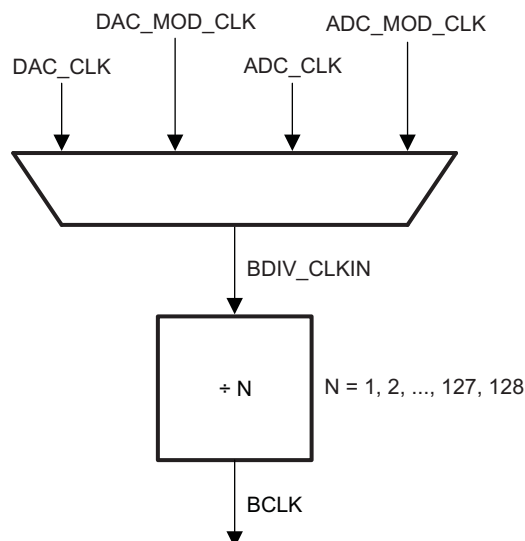 DAC_MOD_CLK
ADC_MOD_CLK
DAC_CLK
ADC_CLK
BDIV_CLKIN
÷ N
N = 1, 2, ..., 127, 128
BCLK